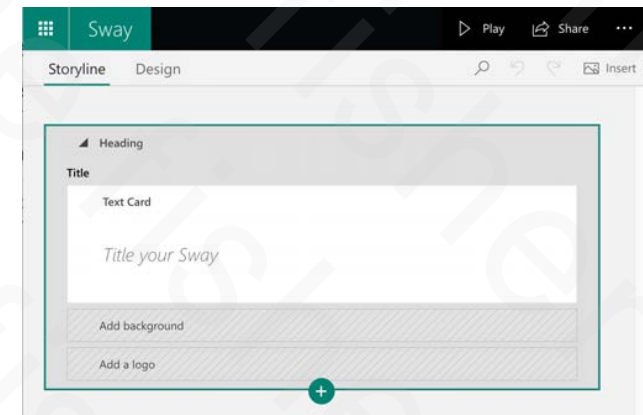 Sway
Play
Share
Storyline
Design
Insert
Heading
Title
Text Card
Title your Sway
Add background
Add a logo